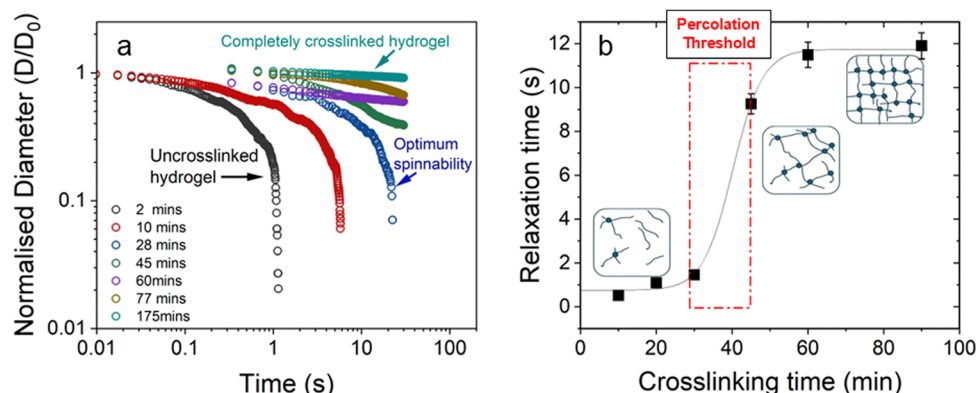 a
Completely crosslinked hydrogel
Uncrosslinked
hydrogel
Optimum
spinnability
2 mins
10 mins
28 mins
45 mins
60mins
77 mins
175mins
Normalised Diameter (D/D0)
1
0.1
0.01
0.01
0.1
1
10
100
Time (s)
b
Percolation
Threshold
Relaxation time (s)
12
10
8
6
4
2
0
0
20
40
60
80
100
Crosslinking time (min)